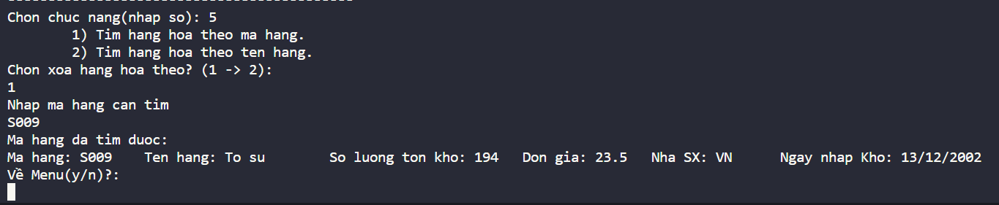 Chon chuc nang(nhap so): 5
1) Tim hang hoa theo ma hang.
2) Tim hang hoa theo ten hang.
Chon xoa hang hoa theo? (1 -> 2):
1
Nhap ma hang can tim
S009
Ma hang da tim duoc:
Ma hang: S009 Ten hang: To su So luong ton kho: 194 Don gia: 23.5 Nha SX: VN Ngay nhap Kho: 13/12/2002
Về Menu(y/n)?: